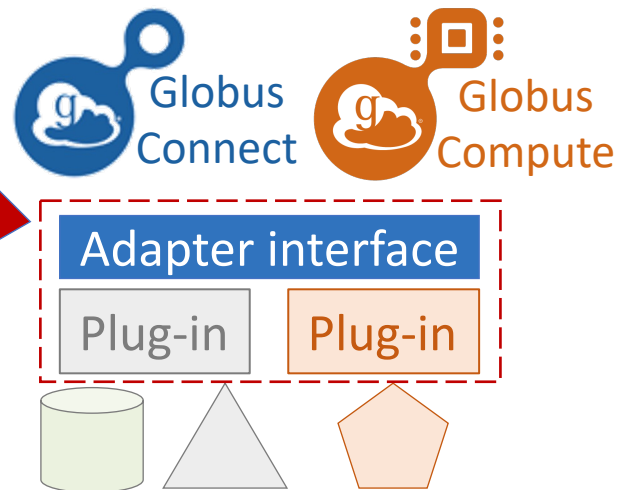 g
Globus
Connect
g
Globus
Compute
Adapter interface
Plug-in
Plug-in